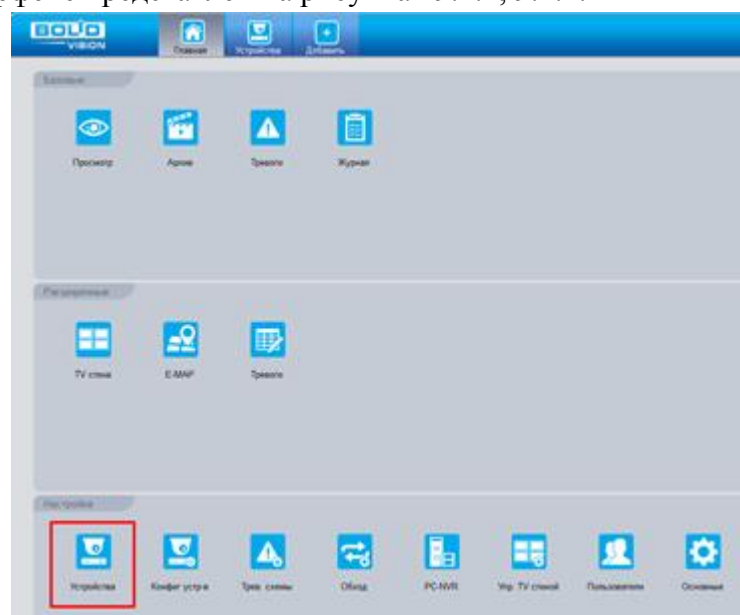 BOLID
VISION
Главная
Устройства
Добавить
Базовые
Просмотр
Архив
Тревоги
Журнал
Расширенные
TV стена
E-MAP
Тревоги
Настройка
Устройства
Конфиг устр-в
Трев. схемы
Обход
PC-NVR
Упр. TV стеной
Пользователи
Основные